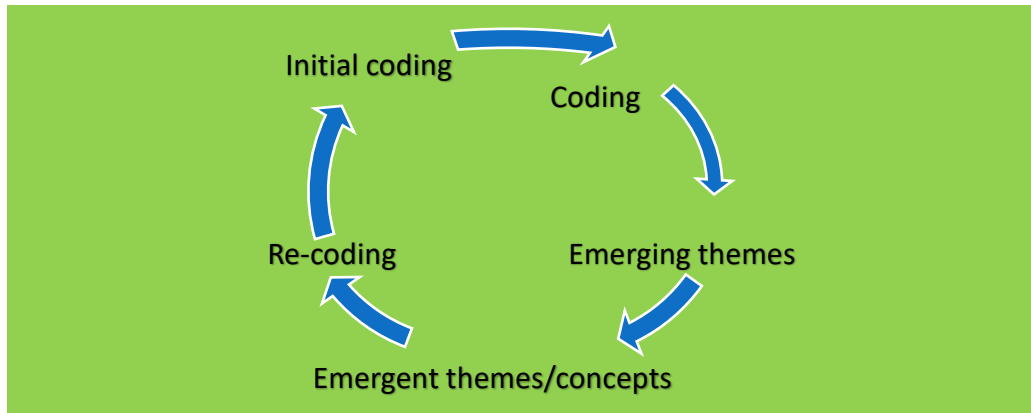 Initial coding
Coding
Emerging themes
Emergent themes/concepts
Re-coding